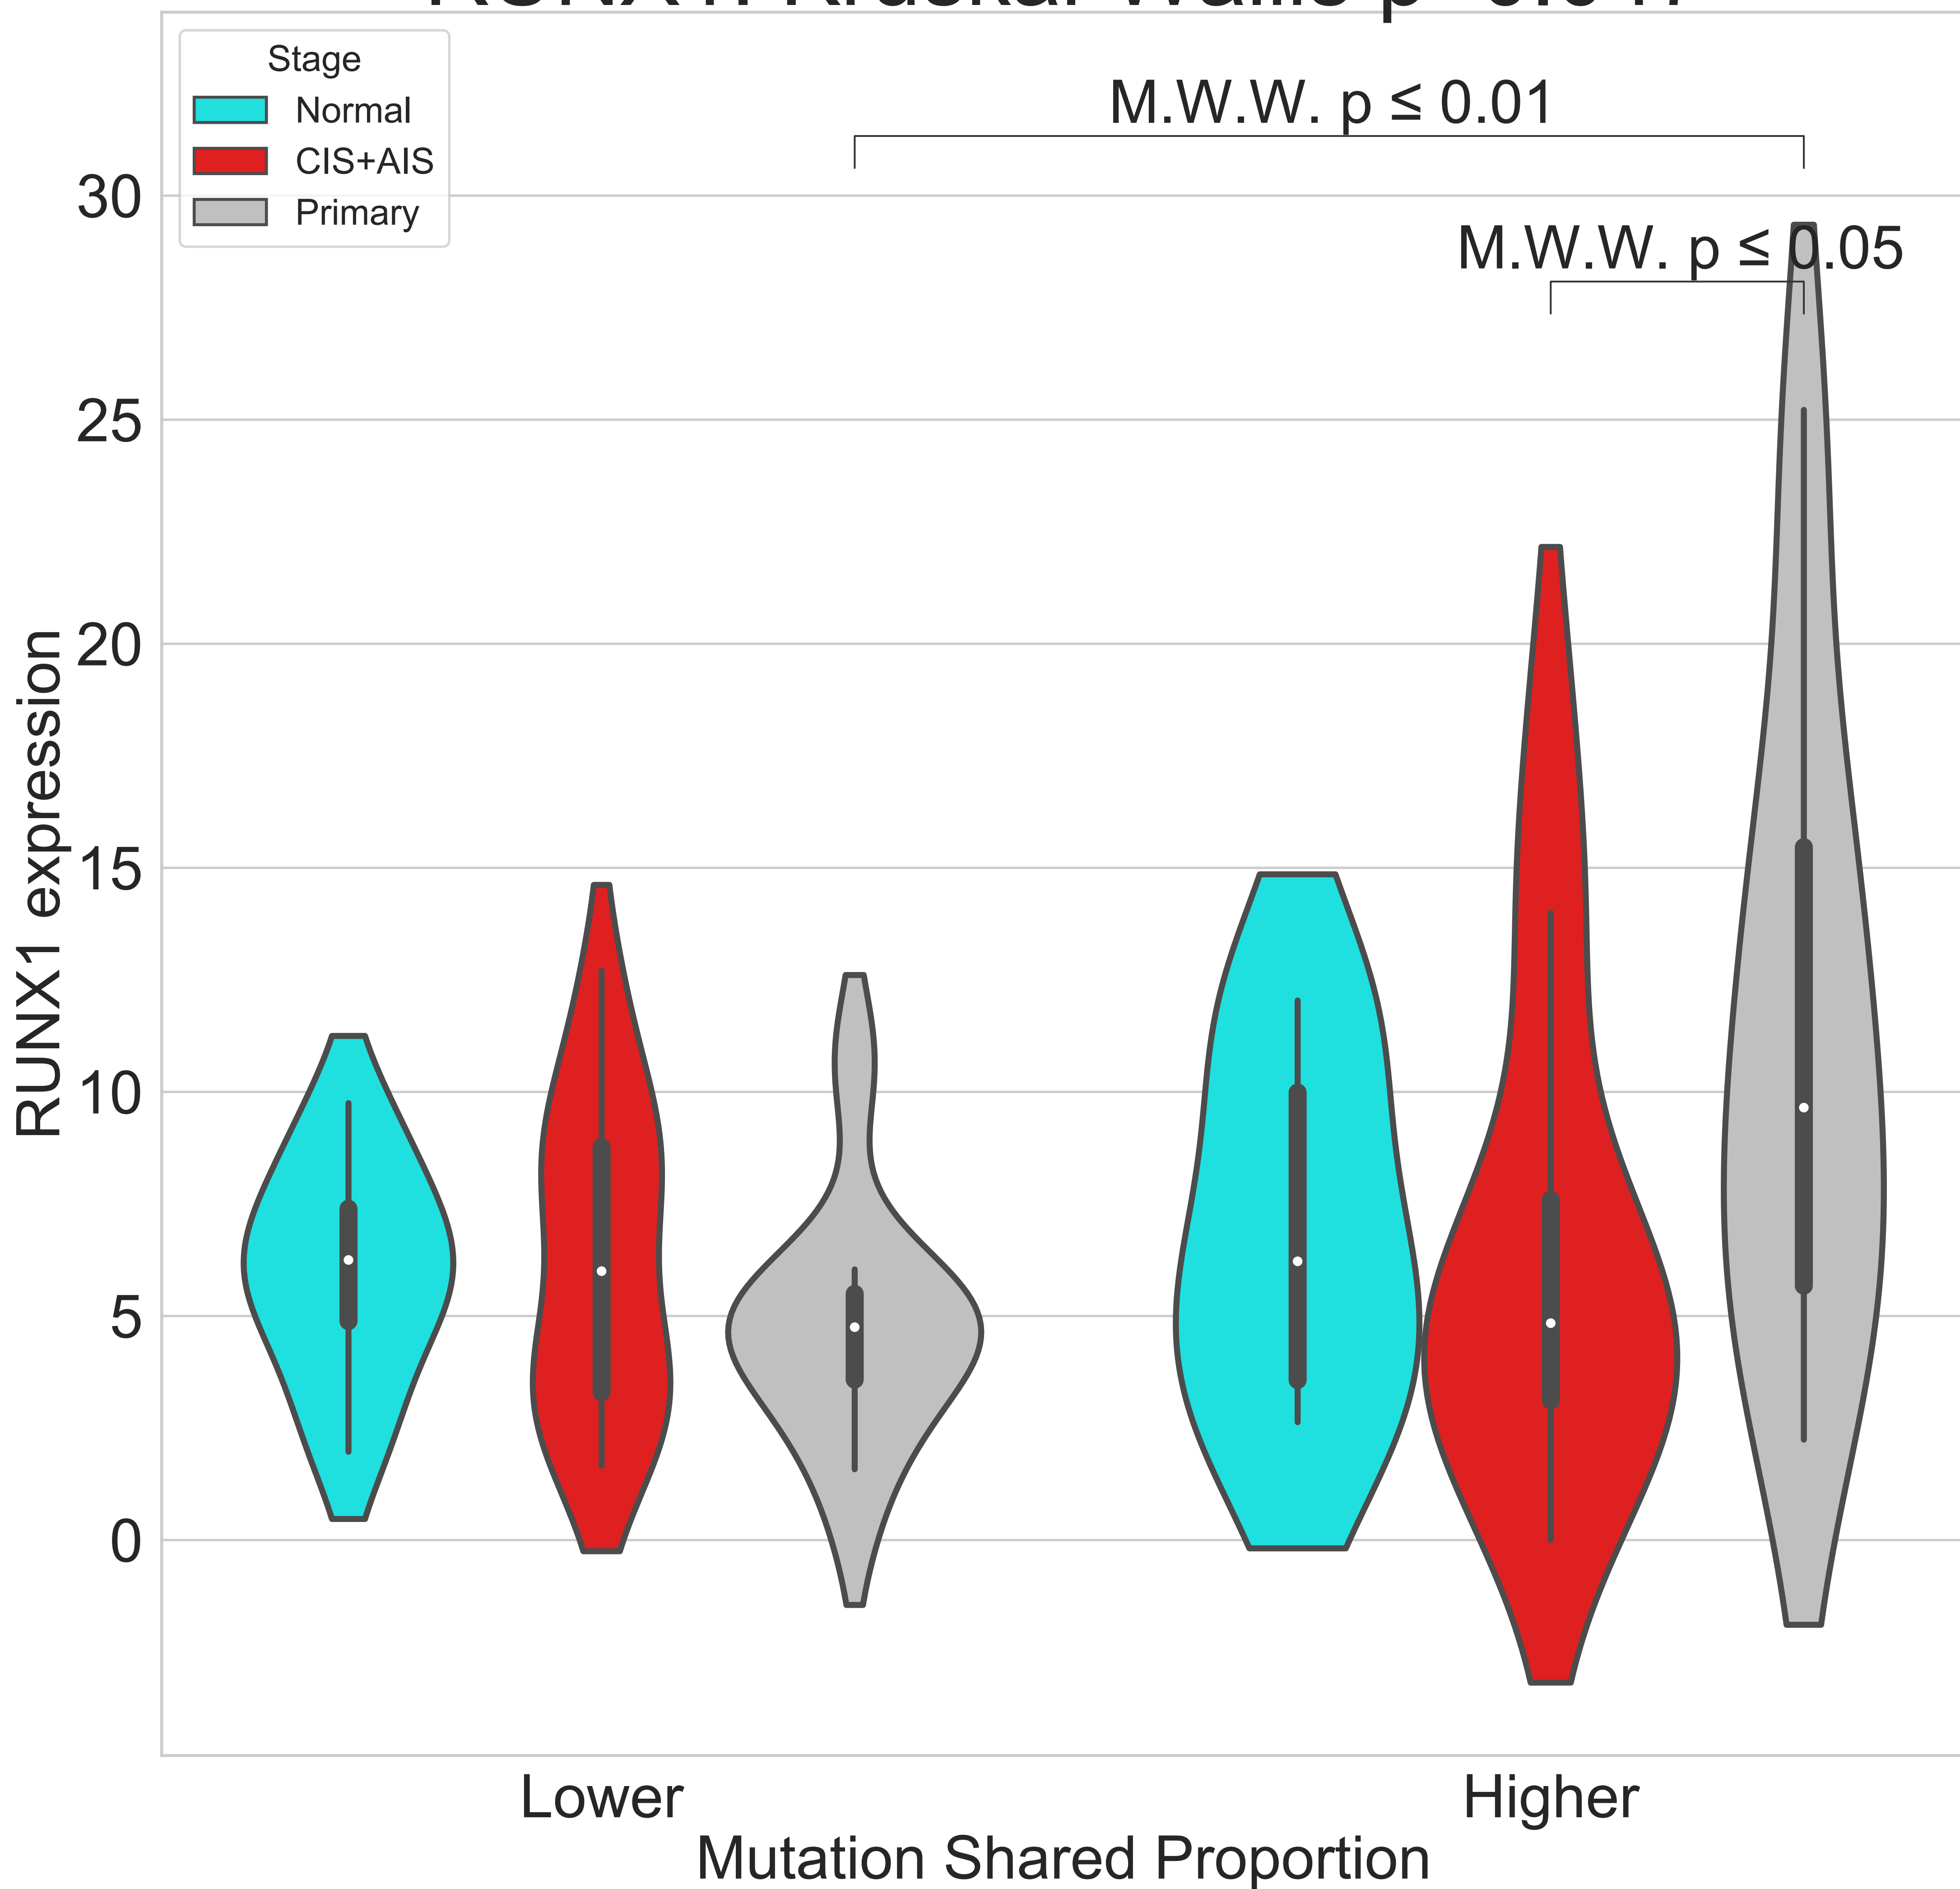 Stage
Normal
CIS+AIS
Primary
M.W.W. p ≤ 0.01
M.W.W. p ≤ 0.05
30
25
20
15
10
5
0
RUNX1 expression
Lower
Higher
Mutation Shared Proportion